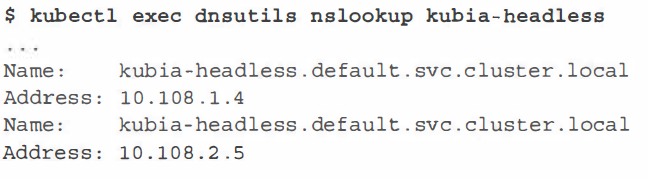 $ kubectl exec dnsutils nslookup kubia-headless
...
Name:    kubia-headless.default.svc.cluster.local
Address: 10.108.1.4
Name:    kubia-headless.default.svc.cluster.local
Address: 10.108.2.5